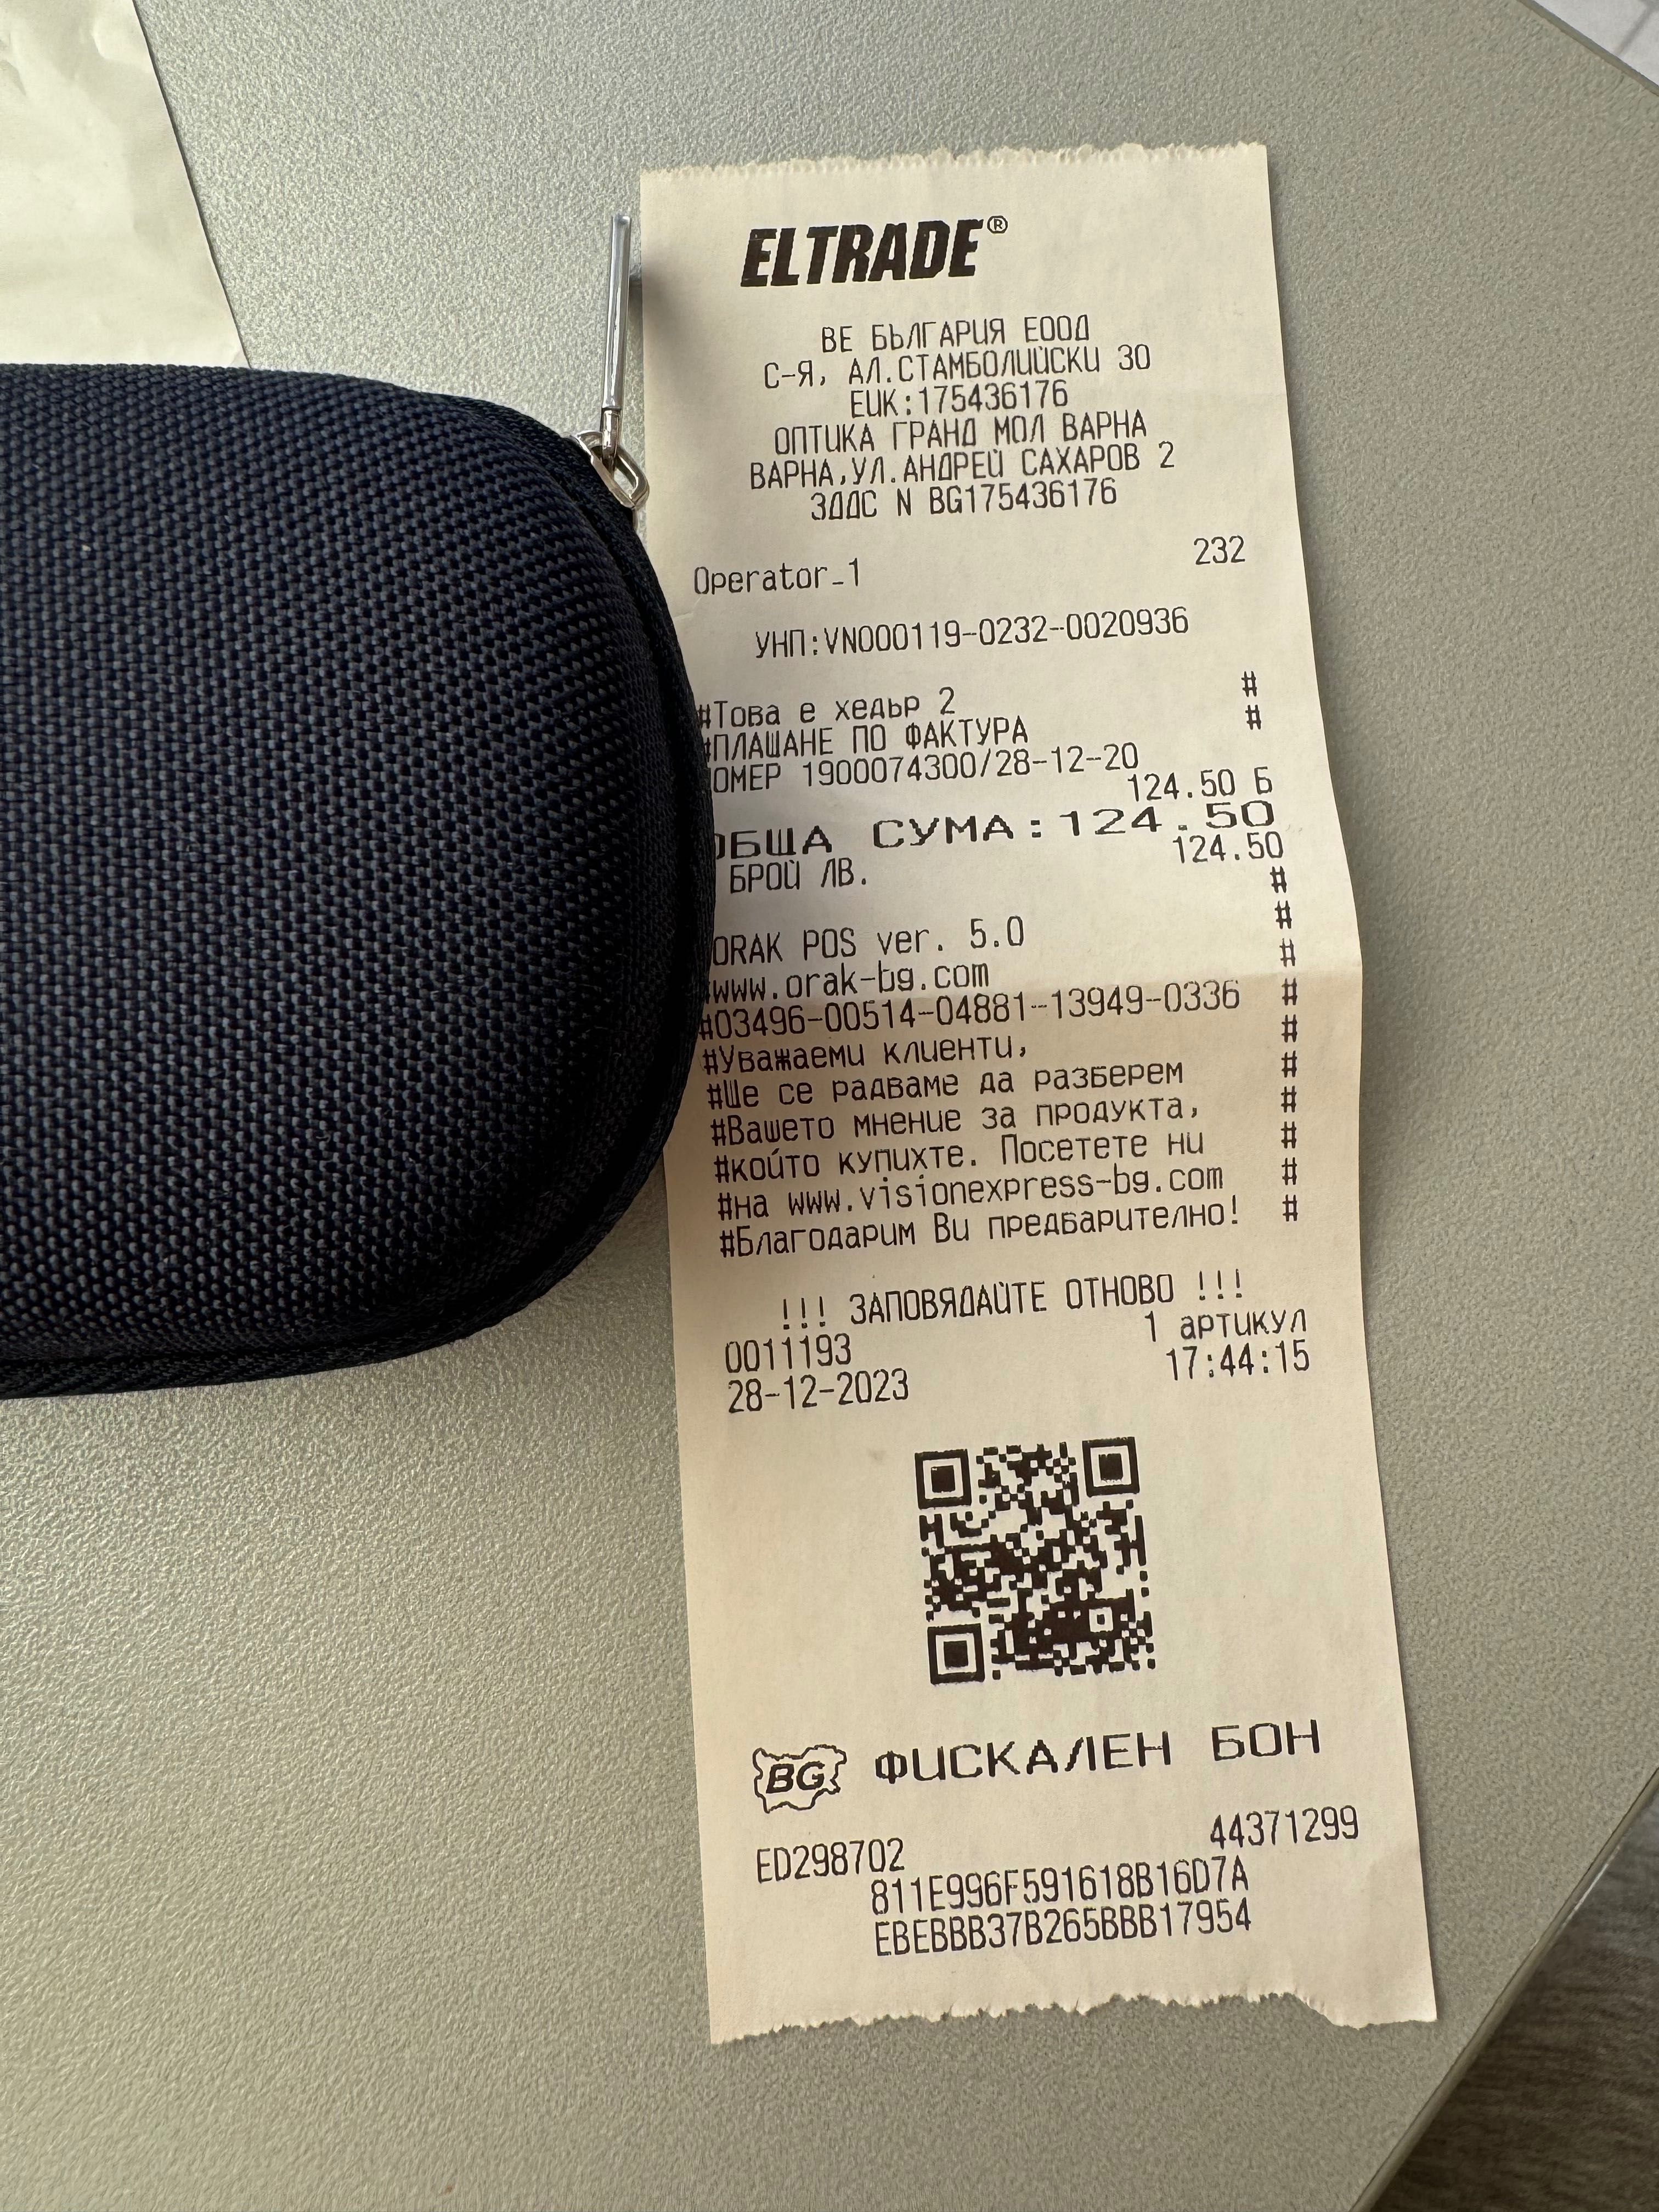 ELTRADE®
ВЕ БЪЛГАРИЯ ЕООД
С-Я, АЛ.СТАМБОЛИЙСКИ 30
ЕИК:175436176
ОПТИКА ГРАНД МОЛ ВАРНА
ВАРНА,УЛ.АНДРЕЙ САХАРОВ 2
ЗДДС N BG175436176
Operator_1 232
УНП:VN000119-0232-0020936
#Това е хедър 2 #
#ПЛАЩАНЕ ПО ФАКТУРА #
НОМЕР 1900074300/28-12-20
124.50 Б
ОБЩА СУМА:124.50
БРОЙ ЛВ. 124.50
#
ORAK POS ver. 5.0 #
#www.orak-bg.com #
#03496-00514-04881-13949-0336 #
#Уважаеми клиенти, #
#Ще се радваме да разберем #
#Вашето мнение за продукта, #
#който купихте. Посетете ни #
#на www.visionexpress-bg.com #
#Благодарим Ви предварително! #
!!! ЗАПОВЯДАЙТЕ ОТНОВО !!!
0011193 1 артикул
28-12-2023 17:44:15
BG ФИСКАЛЕН БОН
ED298702 44371299
811E996F591618B16D7A
EBEBBB37B265BBB17954